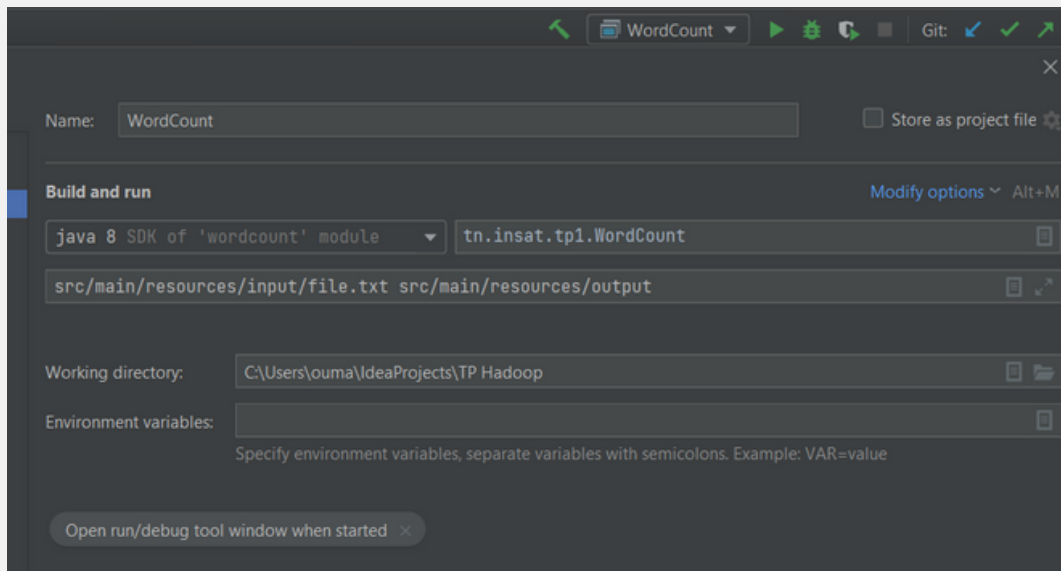 WordCount Git:
Name: WordCount Store as project file
Build and run Modify options Alt+M
java 8 SDK of 'wordcount' module tn.insat.tp1.WordCount
src/main/resources/input/file.txt src/main/resources/output
Working directory: C:\Users\ouma\IdeaProjects\TP Hadoop
Environment variables:
Specify environment variables, separate variables with semicolons. Example: VAR=value
Open run/debug tool window when started ×